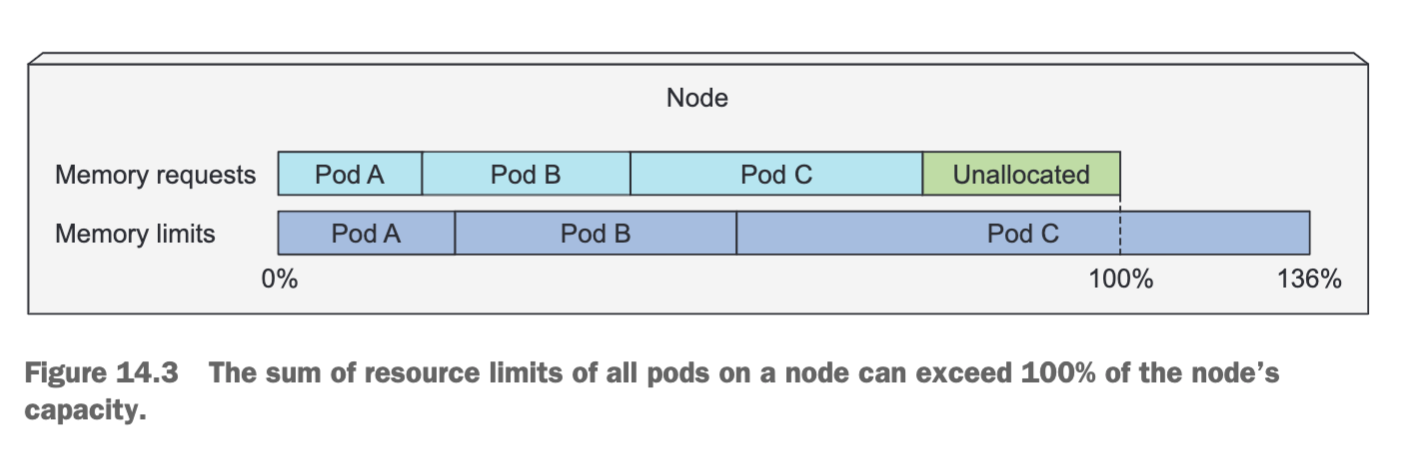 Node
Memory requests Pod A Pod B Pod C Unallocated
Memory limits Pod A Pod B Pod C
0% 100% 136%
Figure 14.3 The sum of resource limits of all pods on a node can exceed 100% of the node’s
capacity.